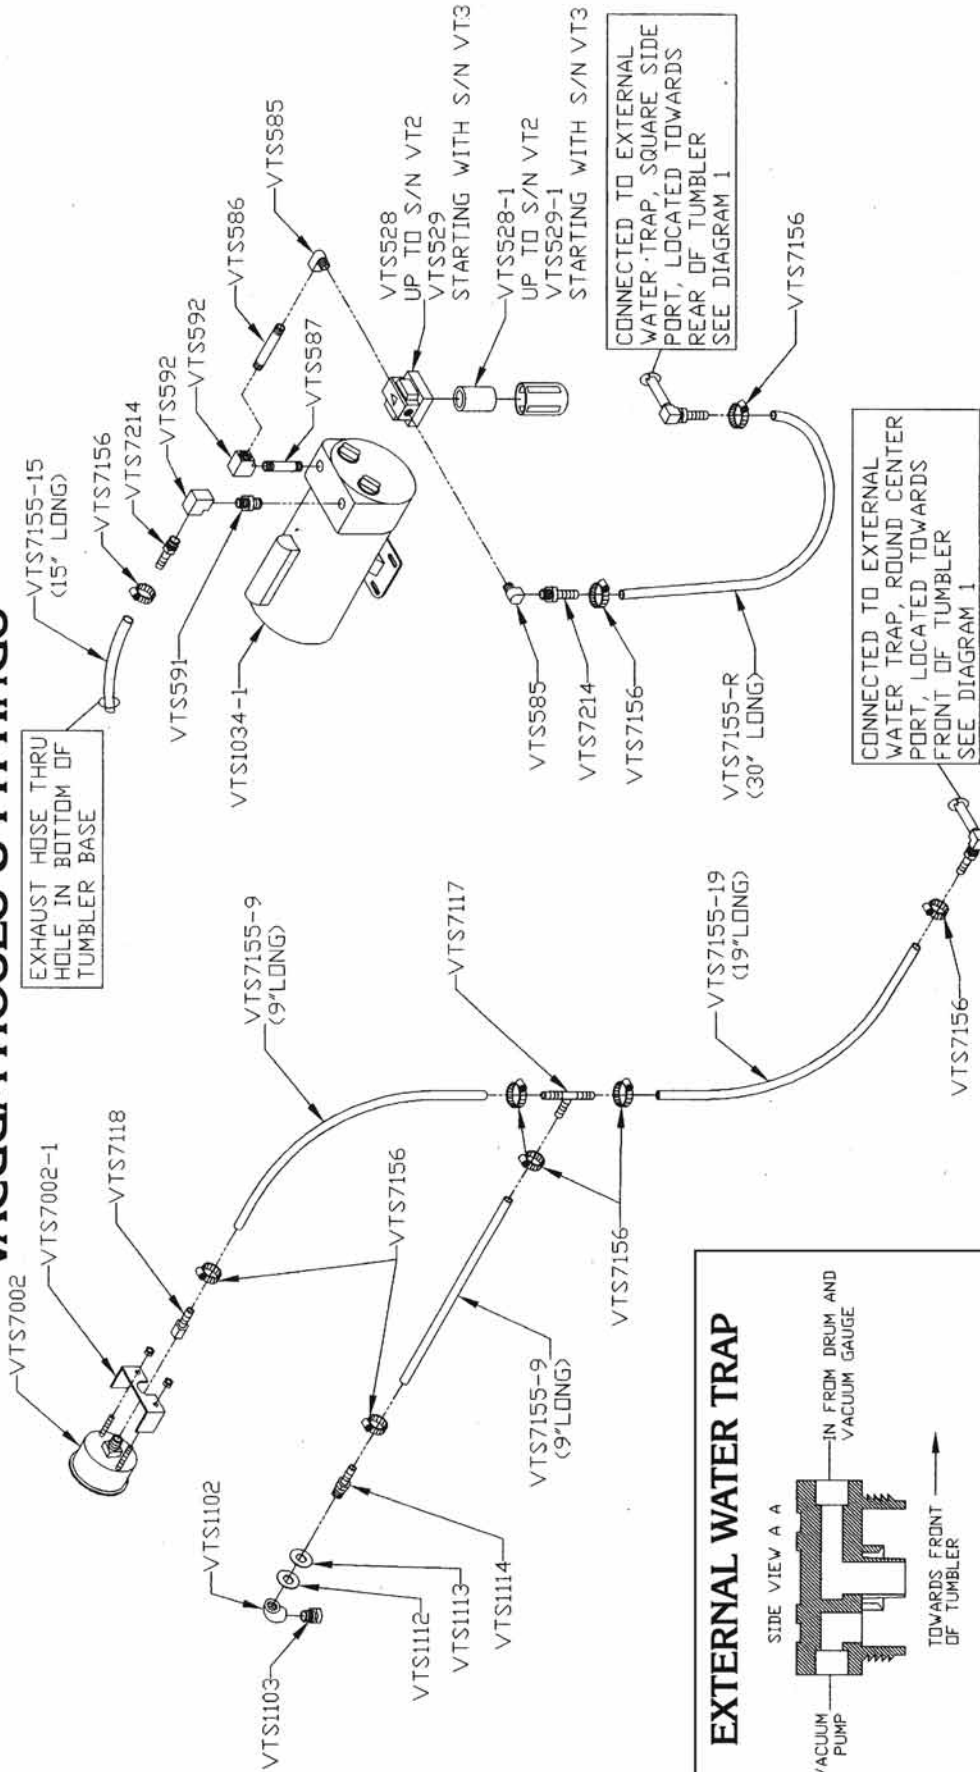 VACUUM HOSES & FITTINGS
EXHAUST HOSE THRU
HOLE IN BOTTOM OF
TUMBLER BASE
VTS7155-15
(15" LONG)
VTS7156
VTS7214
VTS592
VTS592
VTS586
VTS585
VTS591
VTS587
VTS1034-1
VTS528
UP TO S/N VT2
VTS529
STARTING WITH S/N VT3
VTS528-1
UP TO S/N VT2
VTS529-1
STARTING WITH S/N VT3
CONNECTED TO EXTERNAL
WATER TRAP, SQUARE SIDE
PORT, LOCATED TOWARDS
REAR OF TUMBLER
SEE DIAGRAM 1
VTS7156
VTS585
VTS7214
VTS7156
VTS7155-R
(30" LONG)
CONNECTED TO EXTERNAL
WATER TRAP, ROUND CENTER
PORT, LOCATED TOWARDS
FRONT OF TUMBLER
SEE DIAGRAM 1
VTS7002
VTS7002-1
VTS7118
VTS7155-9
(9"LONG)
VTS7156
VTS7117
VTS7155-19
(19"LONG)
VTS7156
VTS7156
VTS7155-9
(9"LONG)
VTS1102
VTS1103
VTS1112
VTS1113
VTS1114
EXTERNAL WATER TRAP
SIDE VIEW A A
IN FROM DRUM AND
VACUUM GAUGE
VACUUM
PUMP
TOWARDS FRONT
OF TUMBLER